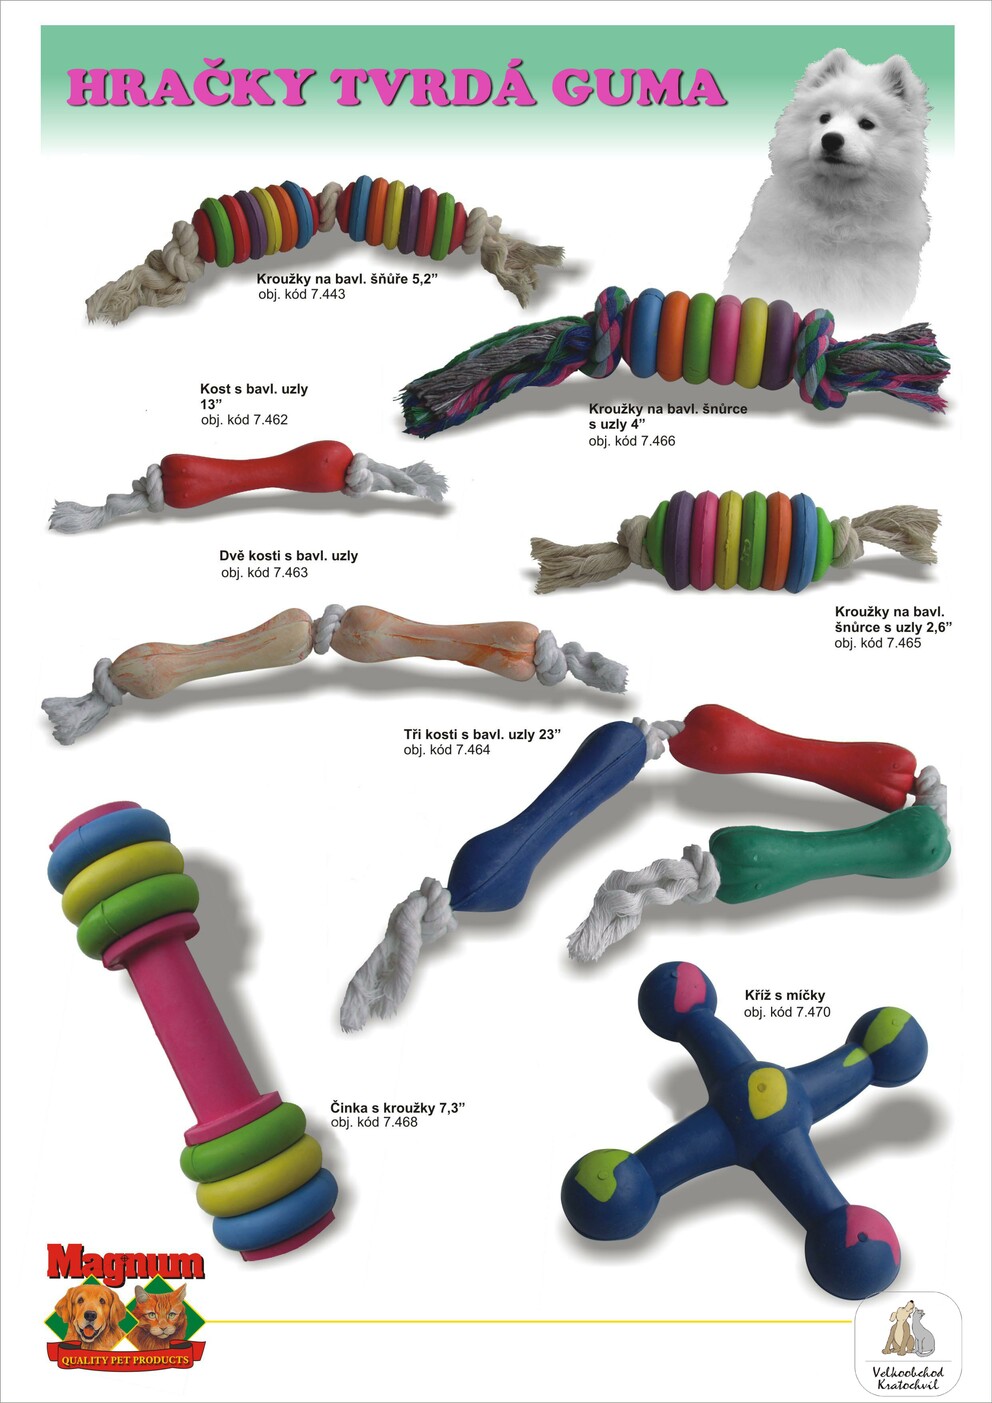 HRAČKY TVRDÁ GUMA
Kroužky na bavl. šňůře 5,2”
obj. kód 7.443
Kost s bavl. uzly
13”
obj. kód 7.462
Kroužky na bavl. šnůrce
s uzly 4”
obj. kód 7.466
Dvě kosti s bavl. uzly
obj. kód 7.463
Kroužky na bavl.
šnůrce s uzly 2,6”
obj. kód 7.465
Tři kosti s bavl. uzly 23”
obj. kód 7.464
Kříž s míčky
obj. kód 7.470
Činka s kroužky 7,3”
obj. kód 7.468
Magnum
QUALITY PET PRODUCTS
Velkoobchod
Kratochvíl